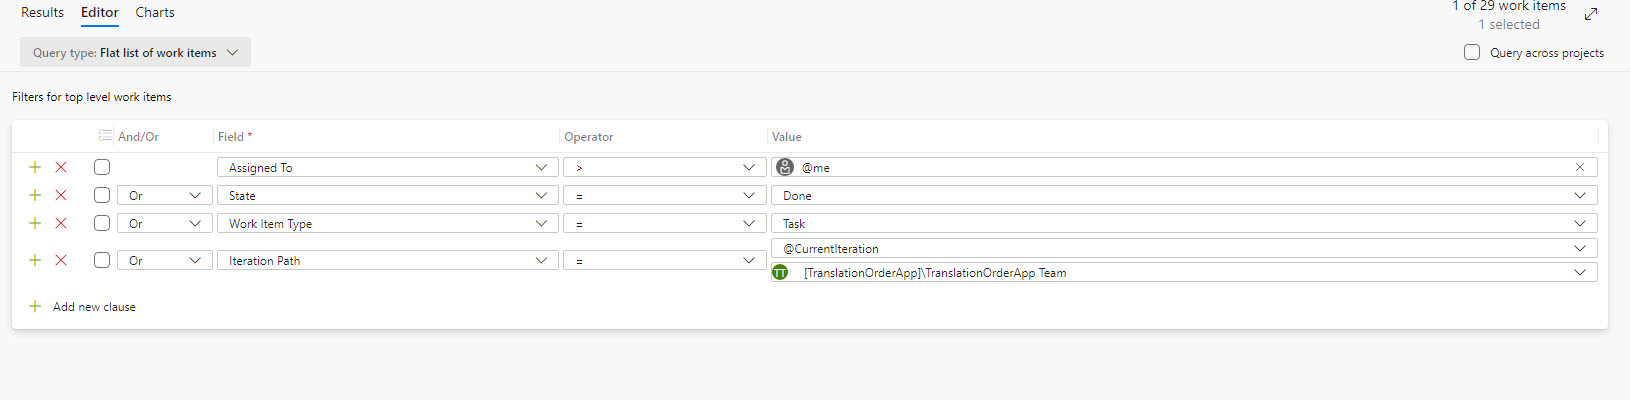 Results Editor Charts
1 of 29 work items
1 selected
Query type: Flat list of work items
Query across projects
Filters for top level work items
And/Or Field * Operator Value
Assigned To > @me
Or State = Done
Or Work Item Type = Task
Or Iteration Path = @CurrentIteration
TT [TranslationOrderApp]\TranslationOrderApp Team
Add new clause